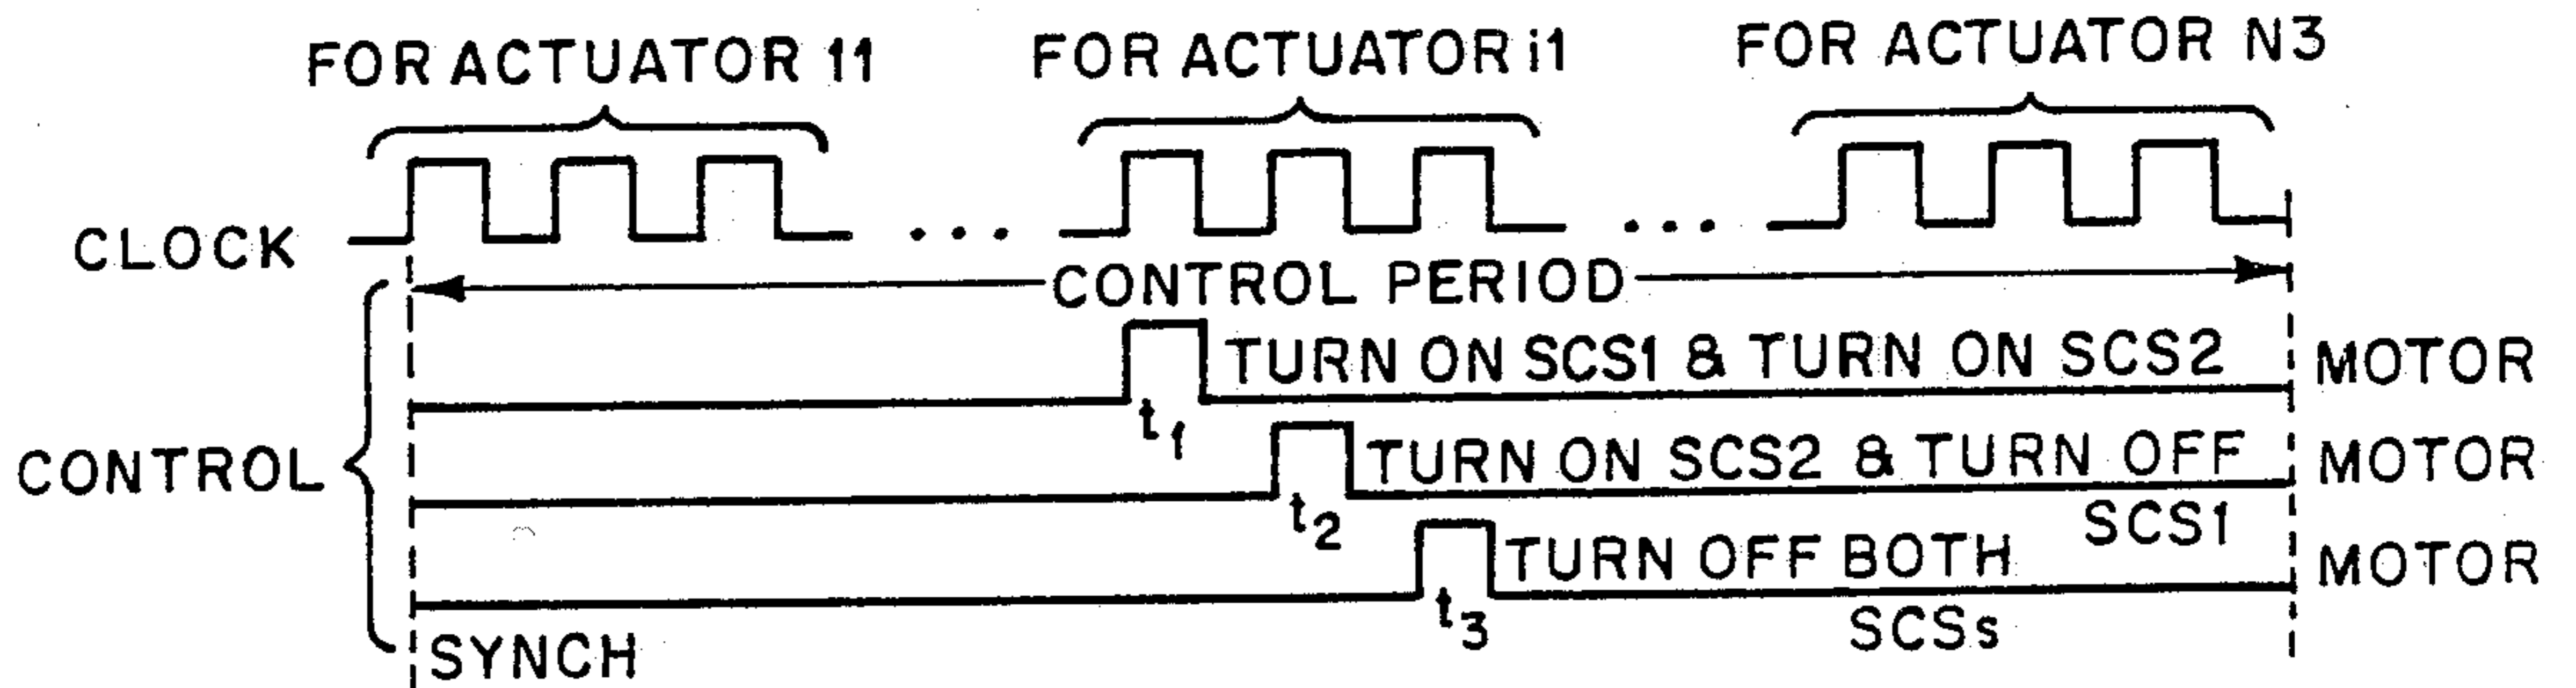 FOR ACTUATOR 11
FOR ACTUATOR i1
FOR ACTUATOR N3
CLOCK
CONTROL PERIOD
TURN ON SCS1 & TURN ON SCS2
MOTOR
t1
CONTROL
TURN ON SCS2 & TURN OFF
SCS1
MOTOR
t2
TURN OFF BOTH
SCSs
MOTOR
t3
SYNCH